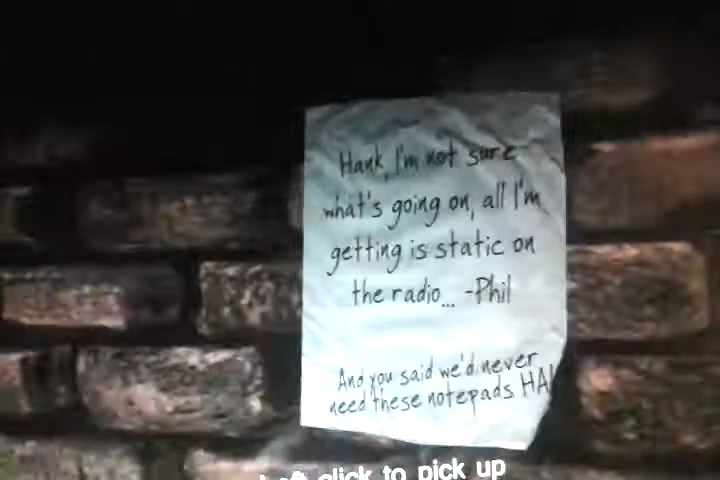 Hank, I'm not sure
what's going on, all I'm
getting is static on
the radio... -Phil
And you said we'd never
need these notepads HA!
Left click to pick up